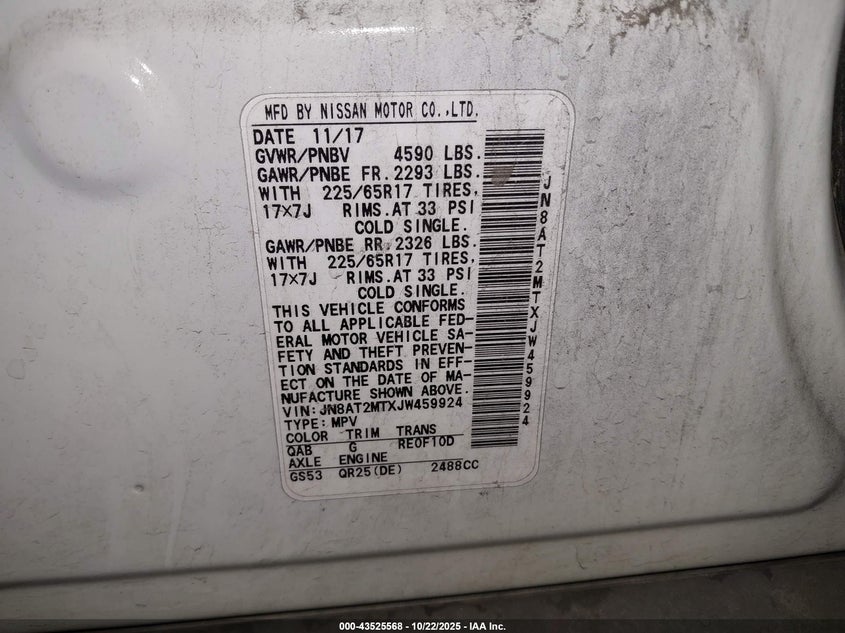 MFD BY NISSAN MOTOR CO.,LTD.
DATE 11/17
GVWR/PNBV 4590 LBS.
GAWR/PNBE FR. 2293 LBS.
WITH 225/65R17 TIRES,
17×7J RIMS.AT 33 PSI
COLD SINGLE.
GAWR/PNBE RR. 2326 LBS.
WITH 225/65R17 TIRES,
17×7J RIMS.AT 33 PSI
COLD SINGLE.
THIS VEHICLE CONFORMS
TO ALL APPLICABLE FED-
ERAL MOTOR VEHICLE SA-
FETY AND THEFT PREVEN-
TION STANDARDS IN EFF-
ECT ON THE DATE OF MA-
NUFACTURE SHOWN ABOVE.
VIN:JN8AT2MTXJW459924
TYPE:MPV
COLOR TRIM TRANS
QAB G RE0F10D
AXLE ENGINE
GS53 QR25(DE) 2488CC
JN8AT2MTXJW459924
000-43525568 - 10/22/2025 - IAA Inc.